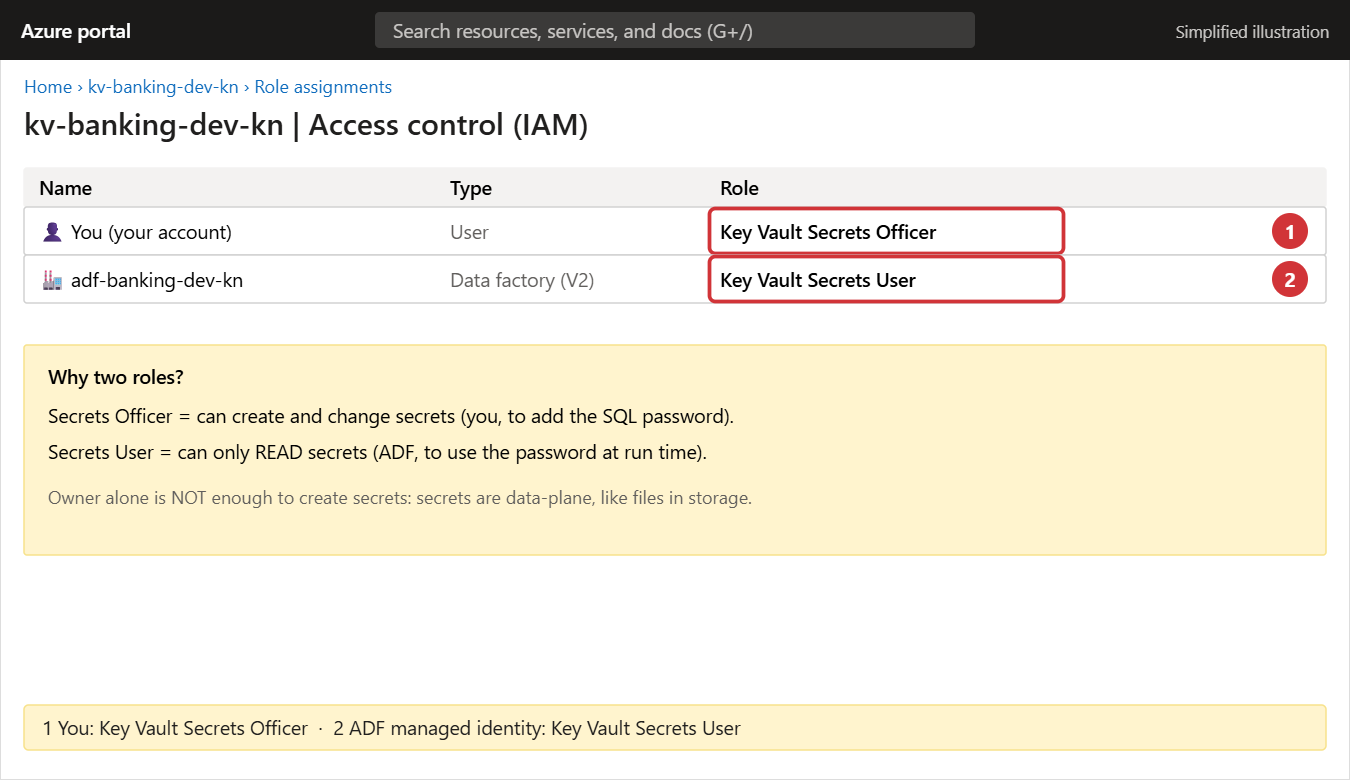 Azure portal
Search resources, services, and docs (G+/)
Simplified illustration
Home › kv-banking-dev-kn › Role assignments
kv-banking-dev-kn | Access control (IAM)
Name Type Role
You (your account) User Key Vault Secrets Officer 1
adf-banking-dev-kn Data factory (V2) Key Vault Secrets User 2
Why two roles?
Secrets Officer = can create and change secrets (you, to add the SQL password).
Secrets User = can only READ secrets (ADF, to use the password at run time).
Owner alone is NOT enough to create secrets: secrets are data-plane, like files in storage.
1 You: Key Vault Secrets Officer · 2 ADF managed identity: Key Vault Secrets User